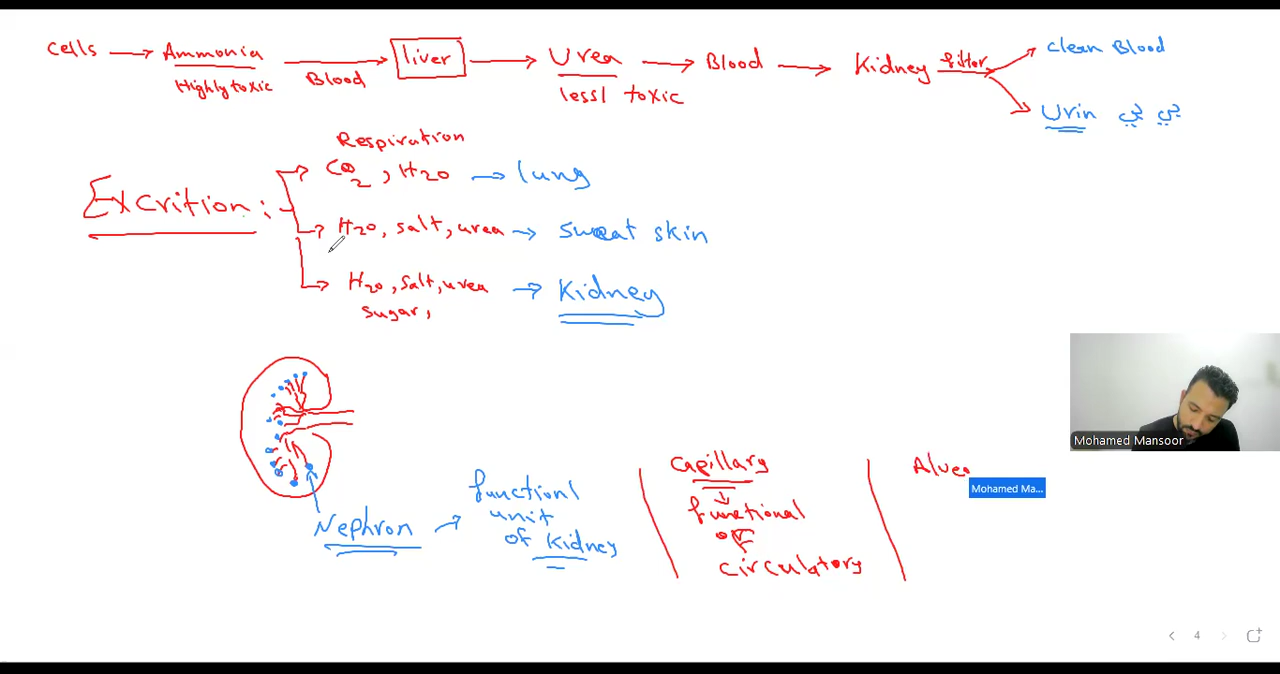 cells → Ammonia → liver → Urea → Blood → Kidney filter → clean Blood
Highly toxic
Blood
lessl toxic
Urin بي بي
Respiration
Excrition:
CO2, H2O → lung
H2O, salt, urea → sweat skin
H2O, salt, urea → Kidney
sugar,
Nephron → functionl
unit
of Kidney
Capillary
functional
of
circulatory
Alveo
Mohamed Mansoor
Mohamed Ma...
4